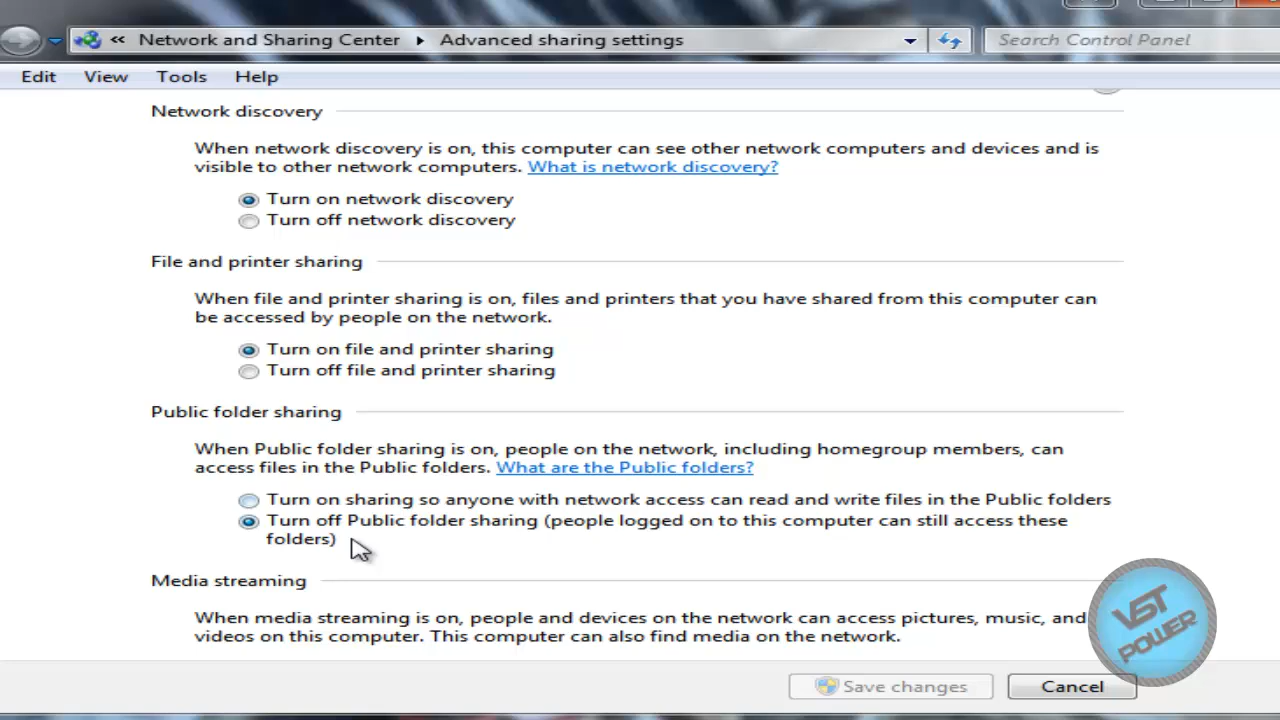 « Network and Sharing Center ▸ Advanced sharing settings Search Control Panel
Edit View Tools Help
Network discovery
When network discovery is on, this computer can see other network computers and devices and is
visible to other network computers. What is network discovery?
Turn on network discovery
Turn off network discovery
File and printer sharing
When file and printer sharing is on, files and printers that you have shared from this computer can
be accessed by people on the network.
Turn on file and printer sharing
Turn off file and printer sharing
Public folder sharing
When Public folder sharing is on, people on the network, including homegroup members, can
access files in the Public folders. What are the Public folders?
Turn on sharing so anyone with network access can read and write files in the Public folders
Turn off Public folder sharing (people logged on to this computer can still access these
folders)
Media streaming
When media streaming is on, people and devices on the network can access pictures, music, and
videos on this computer. This computer can also find media on the network.
VST
POWER
Save changes Cancel